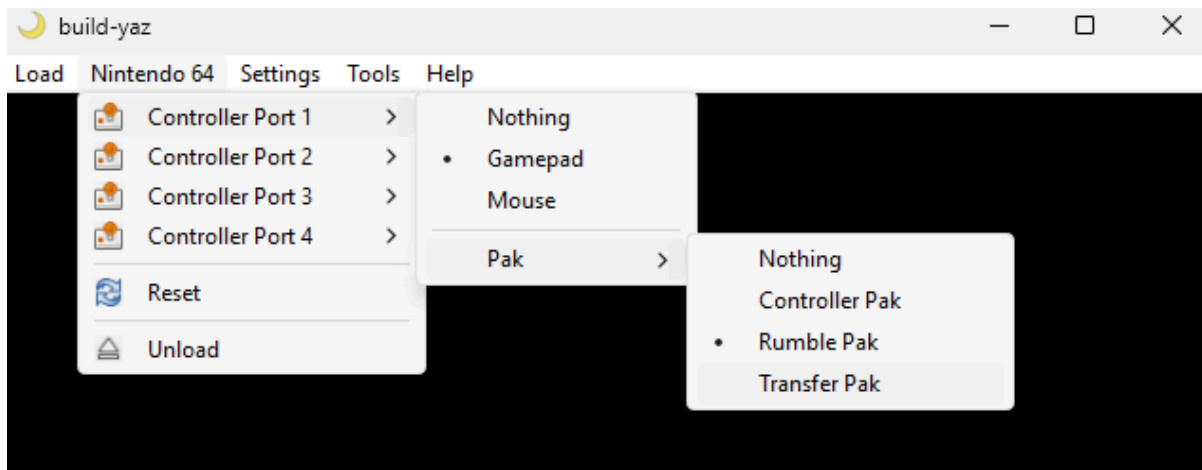 build-yaz
Load Nintendo 64 Settings Tools Help
Controller Port 1
Controller Port 2
Controller Port 3
Controller Port 4
Reset
Unload
Nothing
Gamepad
Mouse
Pak
Nothing
Controller Pak
Rumble Pak
Transfer Pak